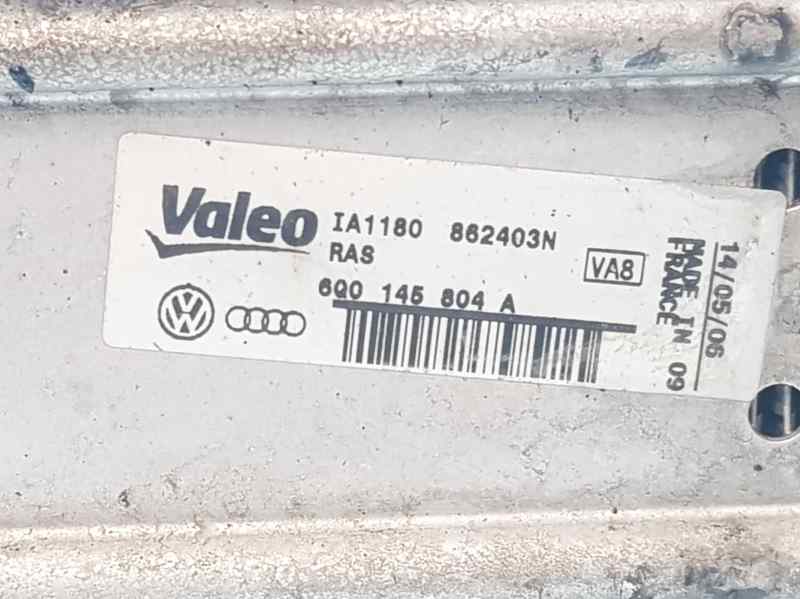 Valeo IA1180 862403N
RAS
VA8
6Q0 145 804 A
14/05/06
MADE IN 09
FRANCE